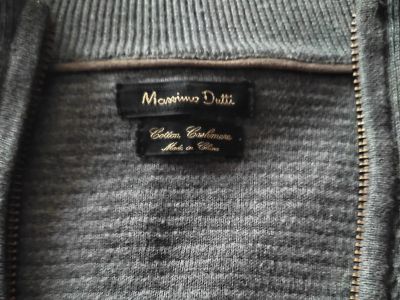 Massimo Dutti
Cotton, Cashmere
Made in China